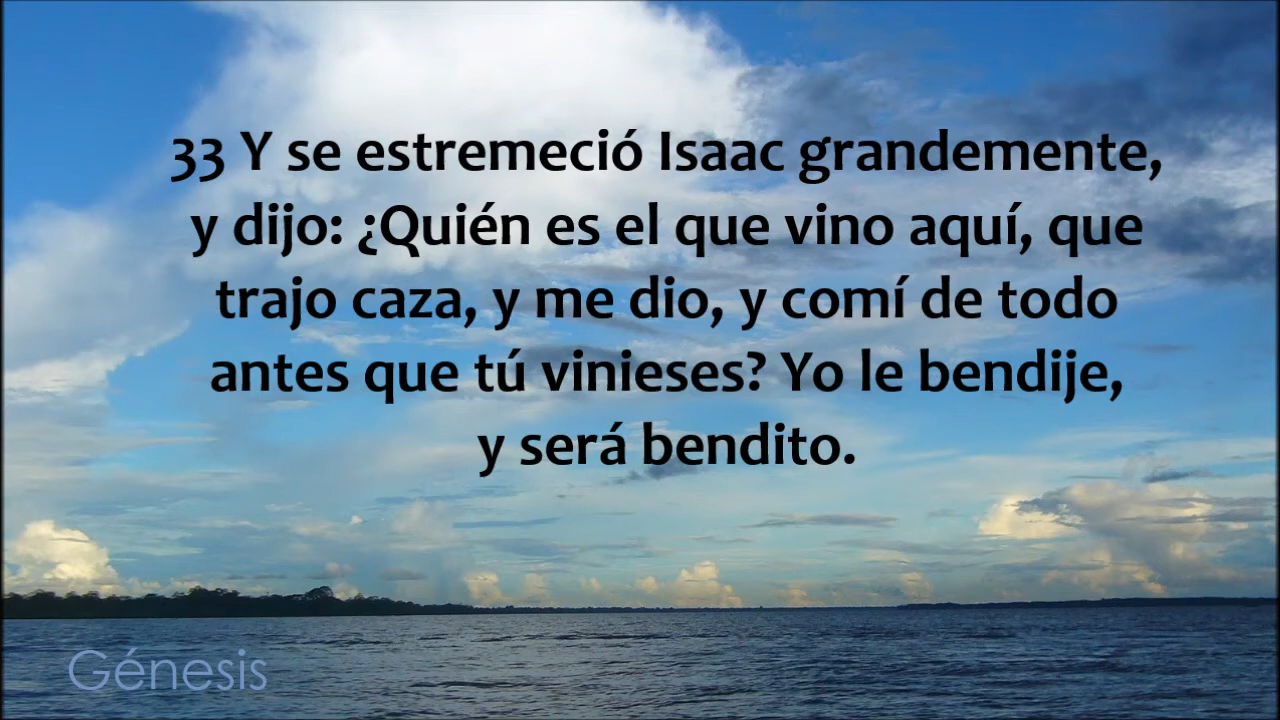 33 Y se estremeció Isaac grandemente,
y dijo: ¿Quién es el que vino aquí, que
trajo caza, y me dio, y comí de todo
antes que tú vinieses? Yo le bendije,
y será bendito.
Génesis